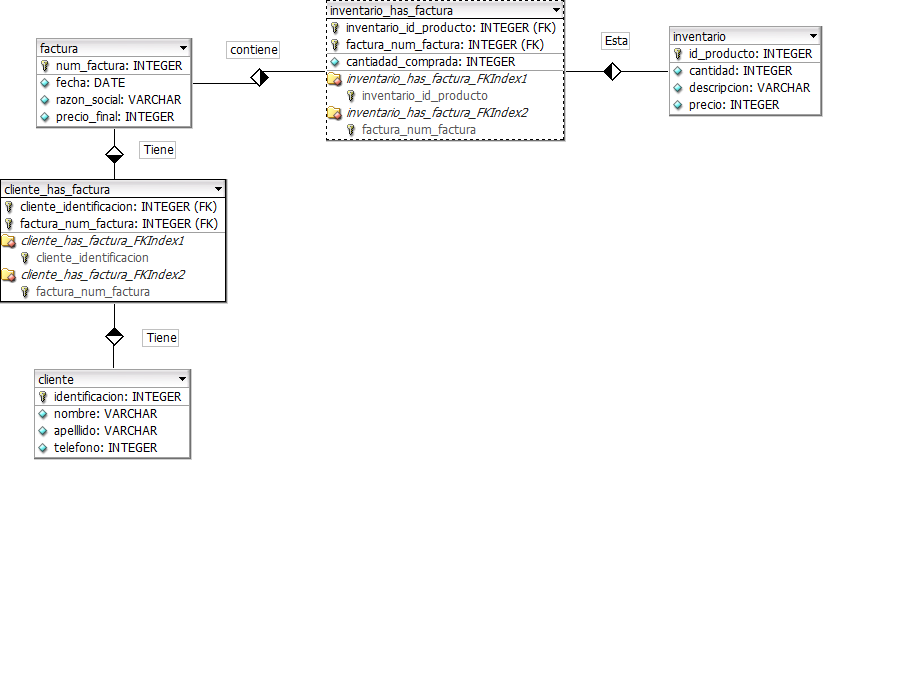 factura
num_factura: INTEGER
fecha: DATE
razon_social: VARCHAR
precio_final: INTEGER
contiene
inventario_has_factura
inventario_id_producto: INTEGER (FK)
factura_num_factura: INTEGER (FK)
cantiadad_comprada: INTEGER
inventario_has_factura_FKIndex1
inventario_id_producto
inventario_has_factura_FKIndex2
factura_num_factura
Esta
inventario
id_producto: INTEGER
cantidad: INTEGER
descripcion: VARCHAR
precio: INTEGER
Tiene
cliente_has_factura
cliente_identificacion: INTEGER (FK)
factura_num_factura: INTEGER (FK)
cliente_has_factura_FKIndex1
cliente_identificacion
cliente_has_factura_FKIndex2
factura_num_factura
Tiene
cliente
identificacion: INTEGER
nombre: VARCHAR
apelllido: VARCHAR
telefono: INTEGER